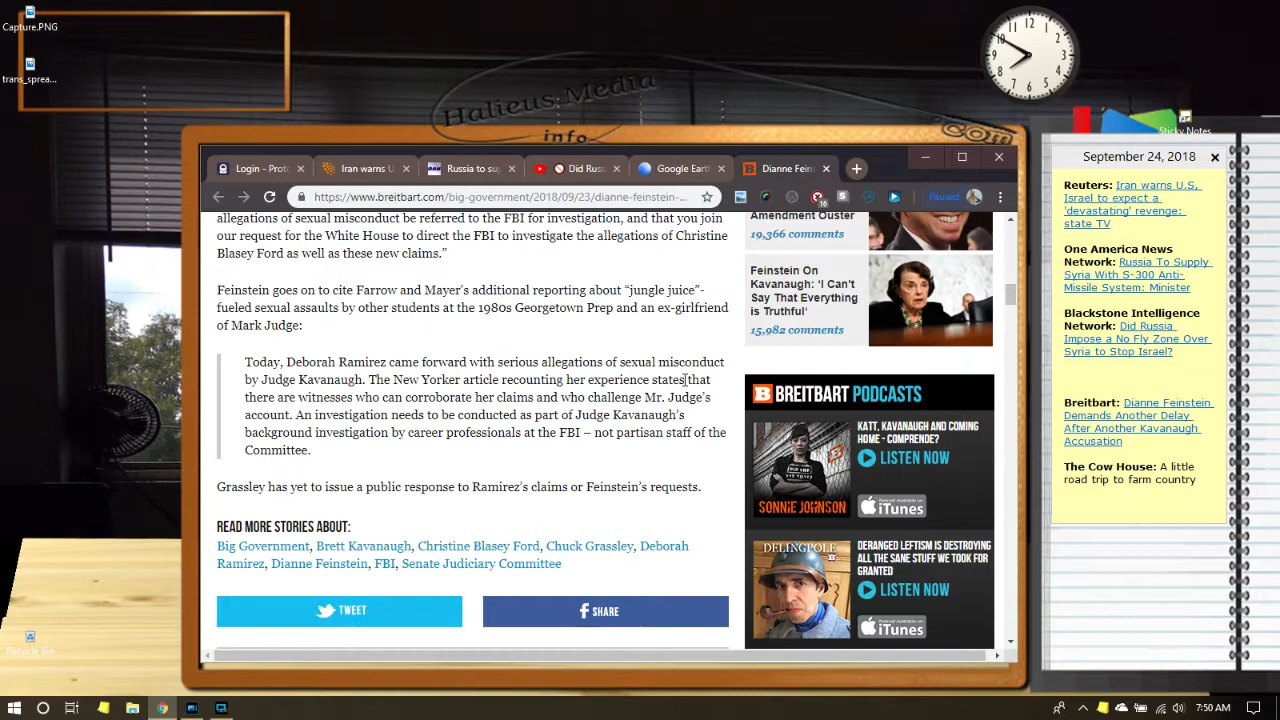 Capture.PNG
trans_sprea...
Halieus Media
info
.com
12
Sticky Notes
September 24, 2018
Login - Proto
Iran warns U
Russia to su
Did Rus
Google Eart
Dianne Fein
https://www.breitbart.com/big-government/2018/09/23/dianne-feinstein-...
16
Paused
allegations of sexual misconduct be referred to the FBI for investigation, and that you join
our request for the White House to direct the FBI to investigate the allegations of Christine
Blasey Ford as well as these new claims.”
Feinstein goes on to cite Farrow and Mayer’s additional reporting about “jungle juice”-
fueled sexual assaults by other students at the 1980s Georgetown Prep and an ex-girlfriend
of Mark Judge:
Today, Deborah Ramirez came forward with serious allegations of sexual misconduct
by Judge Kavanaugh. The New Yorker article recounting her experience states that
there are witnesses who can corroborate her claims and who challenge Mr. Judge’s
account. An investigation needs to be conducted as part of Judge Kavanaugh’s
background investigation by career professionals at the FBI – not partisan staff of the
Committee.
Grassley has yet to issue a public response to Ramirez’s claims or Feinstein’s requests.
READ MORE STORIES ABOUT:
Big Government, Brett Kavanaugh, Christine Blasey Ford, Chuck Grassley, Deborah
Ramirez, Dianne Feinstein, FBI, Senate Judiciary Committee
TWEET
SHARE
Amendment Ouster
19,366 comments
Feinstein On
Kavanaugh: ‘I Can’t
Say That Everything
is Truthful‘
15,982 comments
BREITBART PODCASTS
KATT, KAVANAUGH AND COMING
HOME - COMPRENDE?
LISTEN NOW
SONNIE JOHNSON
iTunes
DELINGPOLE
DERANGED LEFTISM IS DESTROYING
ALL THE SANE STUFF WE TOOK FOR
GRANTED
LISTEN NOW
iTunes
Reuters: Iran warns U.S.
Israel to expect a
'devastating' revenge:
state TV
One America News
Network: Russia To Supply
Syria With S-300 Anti-
Missile System: Minister
Blackstone Intelligence
Network: Did Russia
Impose a No Fly Zone Over
Syria to Stop Israel?
Breitbart: Dianne Feinstein
Demands Another Delay
After Another Kavanaugh
Accusation
The Cow House: A little
road trip to farm country
Recycle Bin
7:50 AM